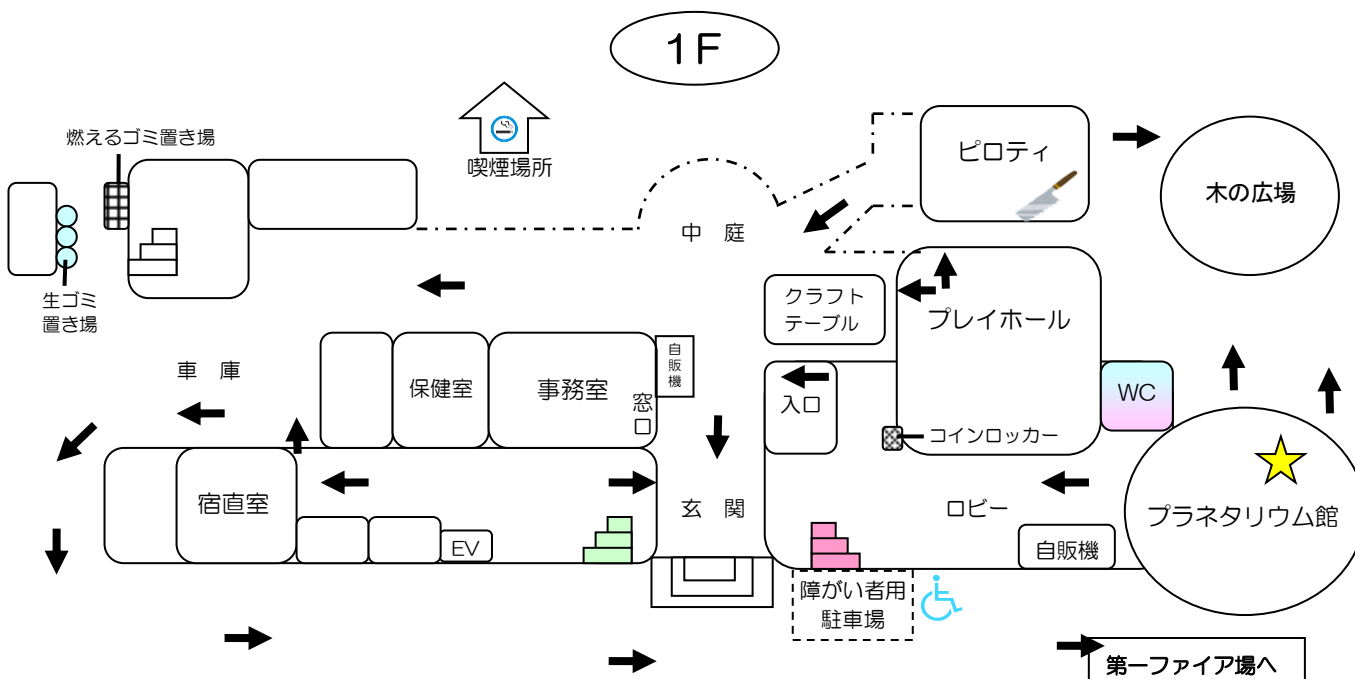 1F
燃えるゴミ置き場
喫煙場所
ピロティ
木の広場
中 庭
生ゴミ
置き場
クラフト
テーブル
プレイホール
車 庫
保健室
事務室
窓
口
自
販
機
入口
WC
コインロッカー
宿直室
玄 関
ロビー
プラネタリウム館
EV
自販機
障がい者用
駐車場
第一ファイア場へ